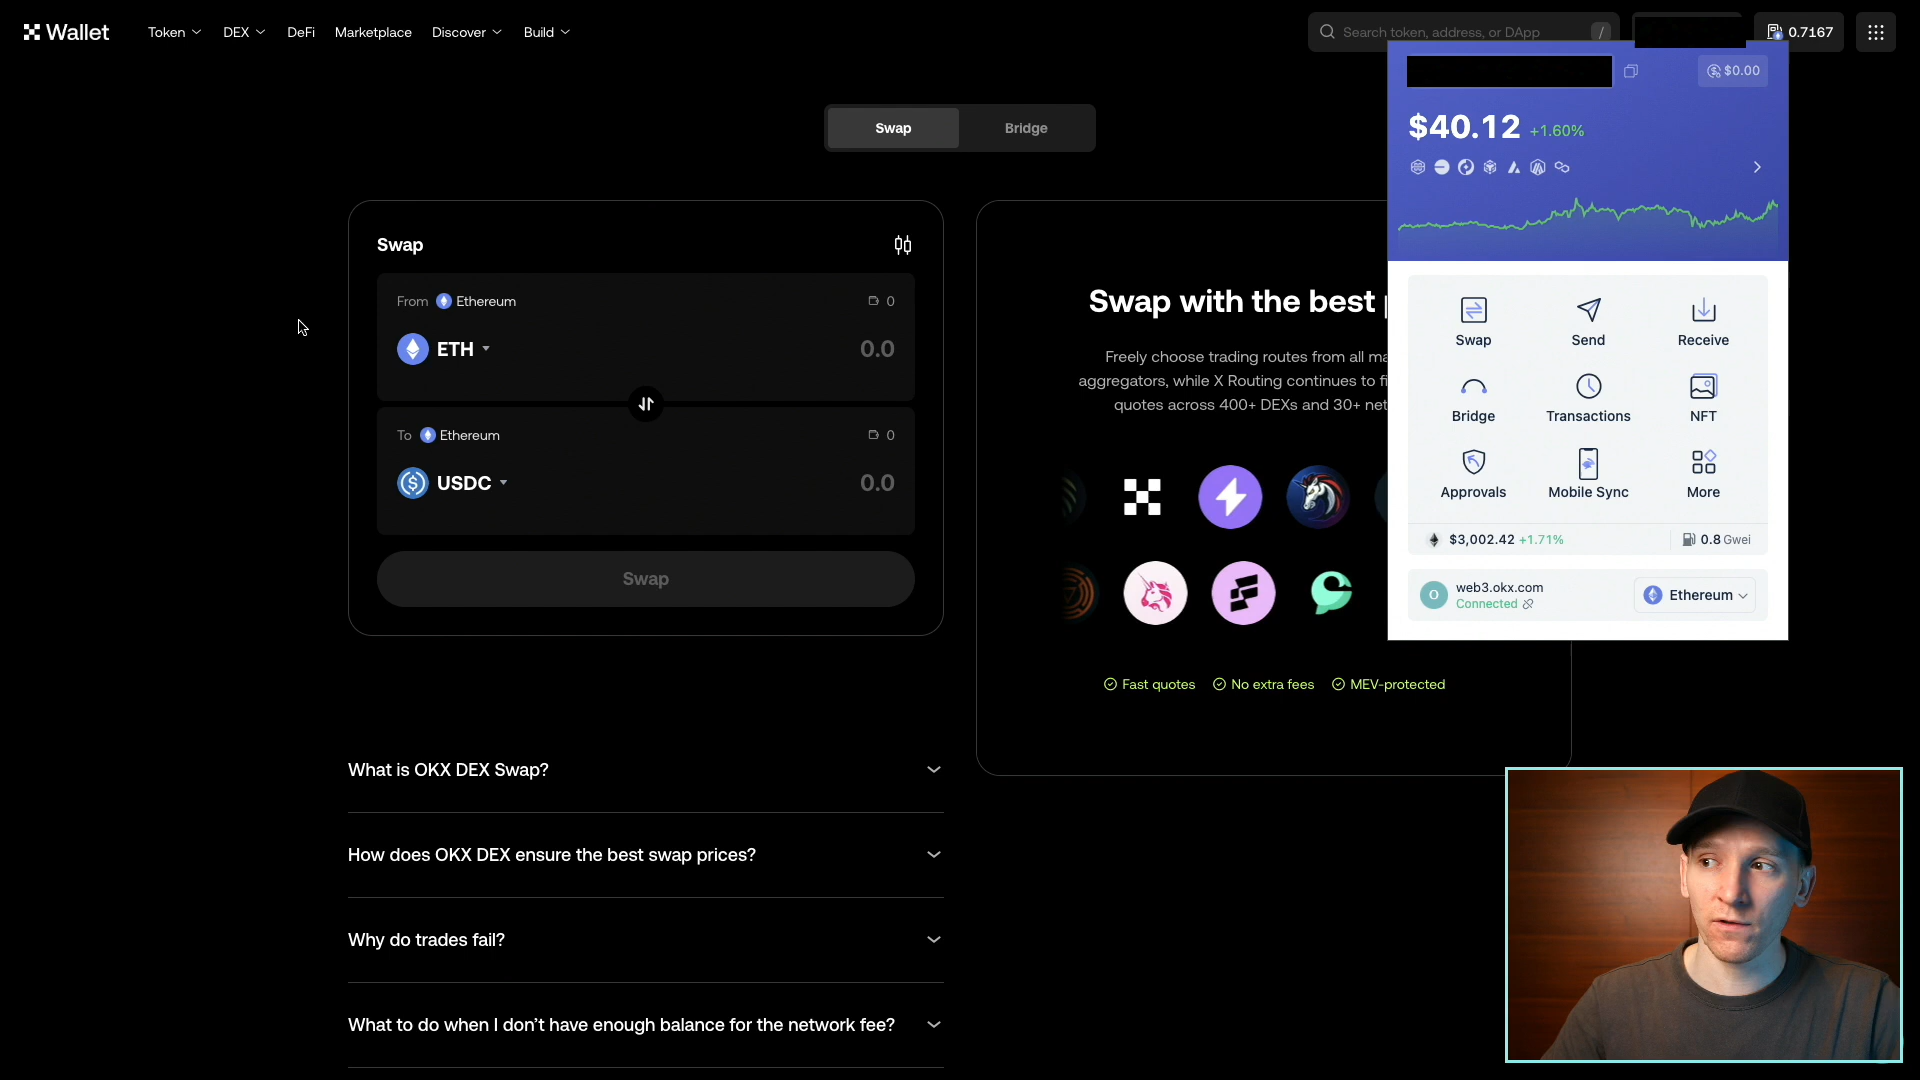 Wallet
Token
DEX
DeFi
Marketplace
Discover
Build
Search token, address, or DApp
/
0.7167
Swap
Bridge
Swap
From Ethereum
0
ETH
0.0
To Ethereum
0
USDC
0.0
Swap
Swap with the best
Freely choose trading routes from all
aggregators, while X Routing continues to
quotes across 400+ DEXs and 30+
Fast quotes
No extra fees
MEV-protected
$0.00
$40.12 +1.60%
Swap
Send
Receive
Bridge
Transactions
NFT
Approvals
Mobile Sync
More
$3,002.42 +1.71%
0.8 Gwei
O
web3.okx.com
Connected
Ethereum
What is OKX DEX Swap?
How does OKX DEX ensure the best swap prices?
Why do trades fail?
What to do when I don’t have enough balance for the network fee?